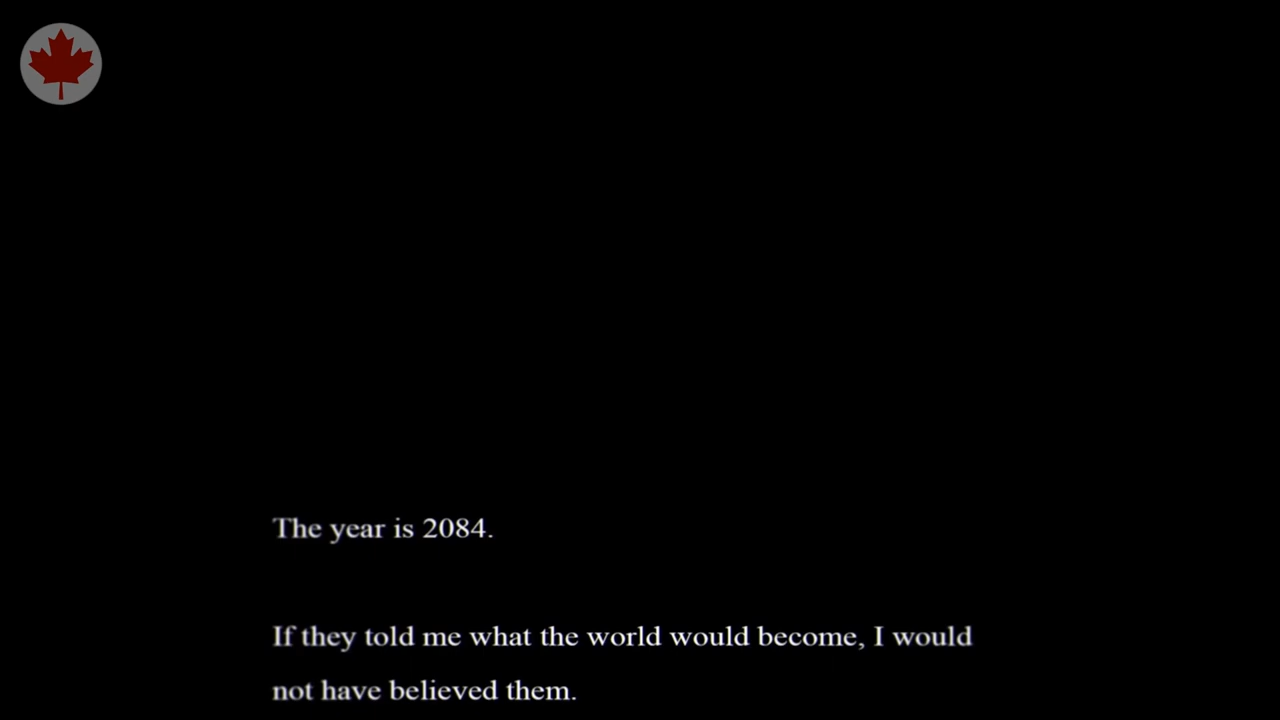 The year is 2084.
If they told me what the world would become, I would
not have believed them.